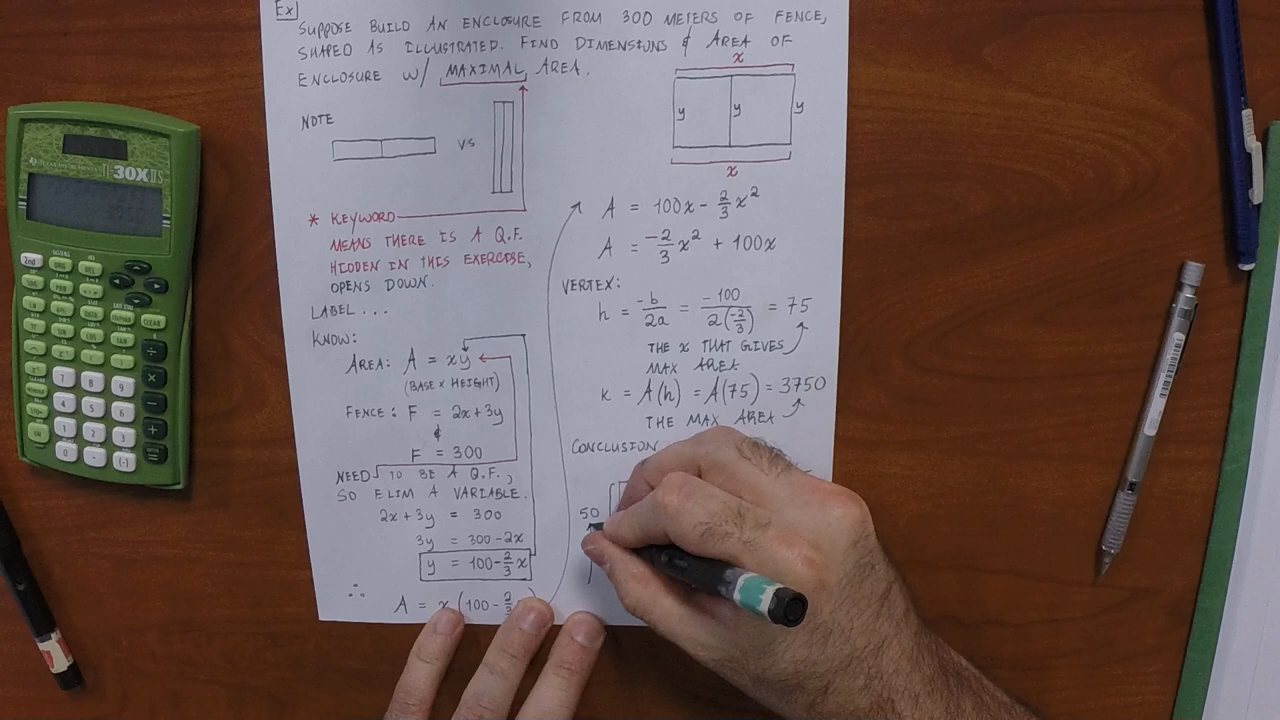 Ex
SUPPOSE BUILD AN ENCLOSURE FROM 300 METERS OF FENCE,
SHAPED AS ILLUSTRATED. FIND DIMENSIONS & AREA OF
ENCLOSURE W/ MAXIMAL AREA.
NOTE
VS
* KEYWORD
MEANS THERE IS A Q.F.
HIDDEN IN THIS EXERCISE,
OPENS DOWN.
LABEL...
KNOW:
AREA: A = xy
(BASE × HEIGHT)
FENCE: F = 2x+3y
&
F = 300
NEED TO BE A Q.F.,
SO ELIM A VARIABLE.
2x+3y = 300
3y = 300-2x
y = 100-2/3 x
∴ A = x(100-2/3
x
y y y
x
A = 100x - 2/3 x²
A = -2/3 x² + 100x
VERTEX:
h = -b/2a = -100/2(-2/3) = 75
THE x THAT GIVES
MAX AREA
K = A(h) = A(75) = 3750
THE MAX AREA
CONCLUSION
50
TI-30X IIS